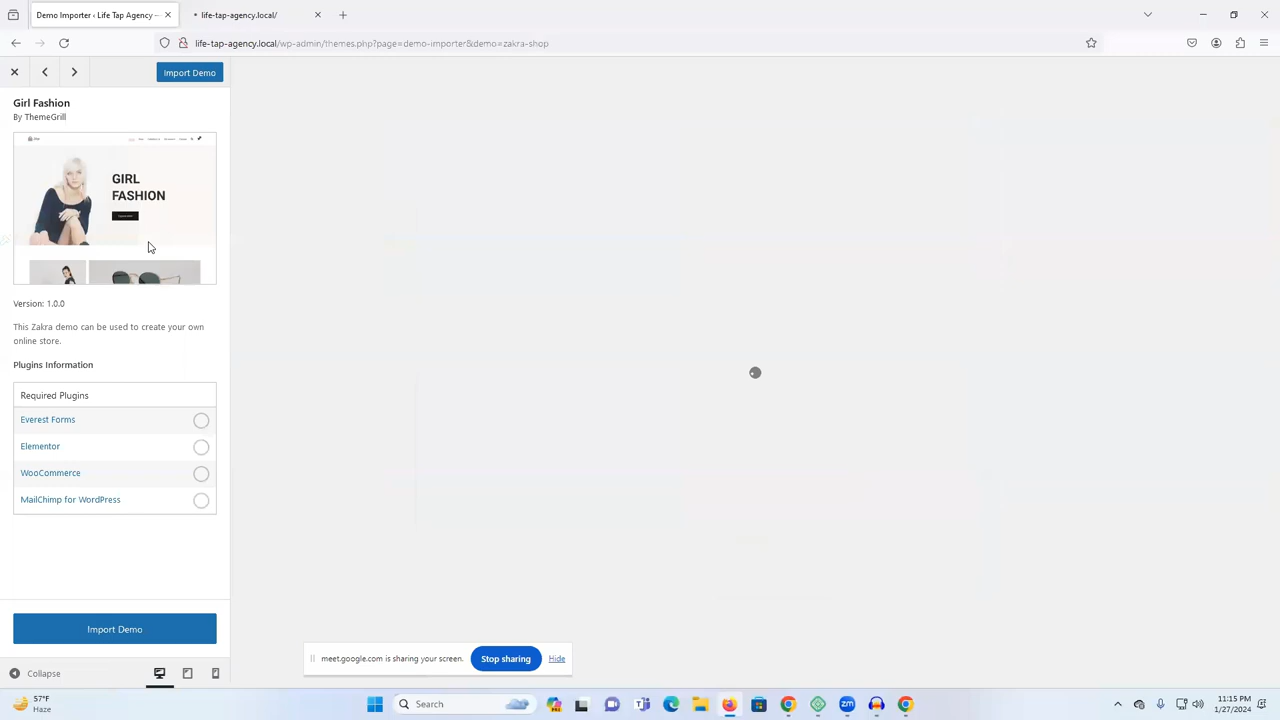 Demo Importer ‹ Life Tap Agency –
life-tap-agency.local/
life-tap-agency.local/wp-admin/themes.php?page=demo-importer&demo=zakra-shop
Import Demo
Girl Fashion
By ThemeGrill
GIRL
FASHION
Version: 1.0.0
This Zakra demo can be used to create your own
online store.
Plugins Information
Required Plugins
Everest Forms
Elementor
WooCommerce
MailChimp for WordPress
Import Demo
meet.google.com is sharing your screen.
Stop sharing
Hide
Collapse
57°F
Haze
Search
zm
11:15 PM
1/27/2024